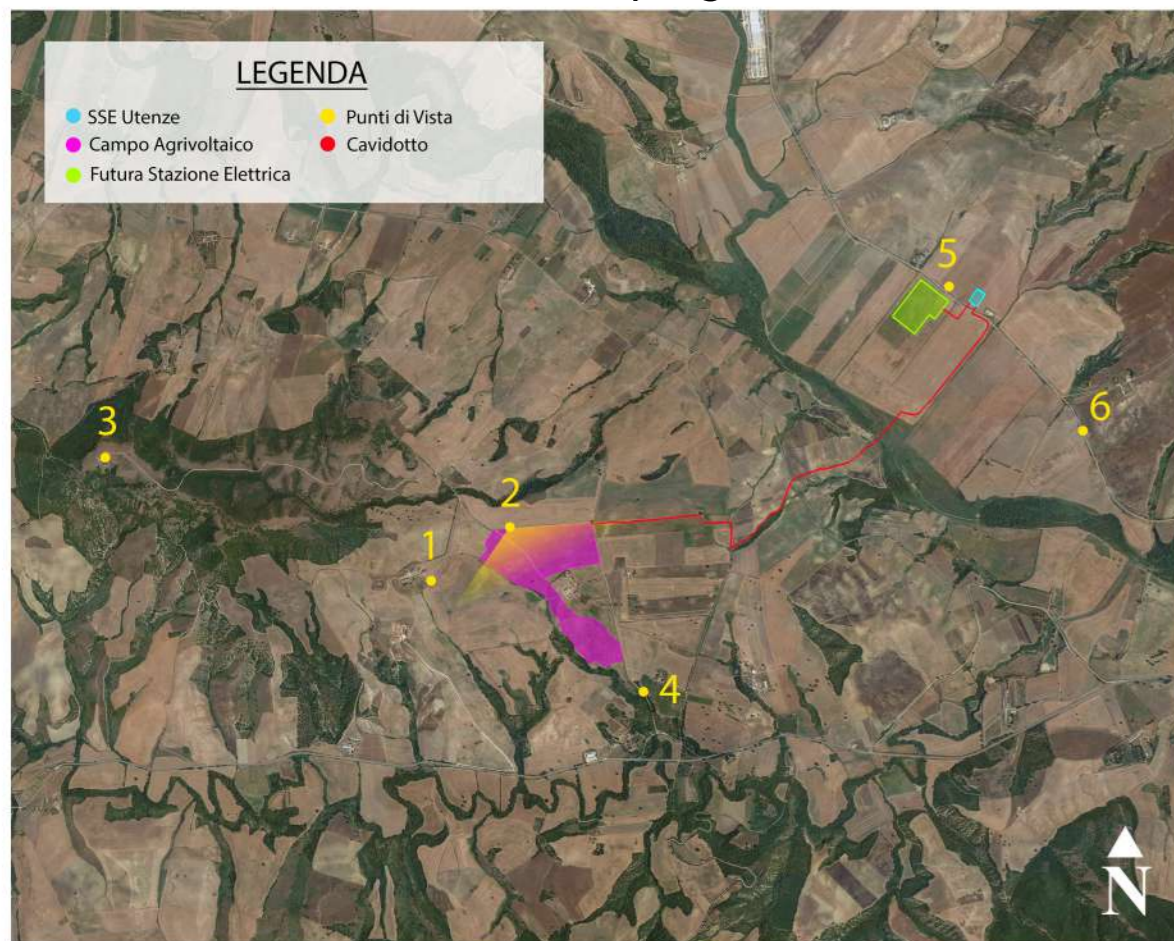 LEGENDA
SSE Utenze
Punti di Vista
Campo Agrivoltaico
Cavidotto
Futura Stazione Elettrica
5
6
3
2
1
4
N